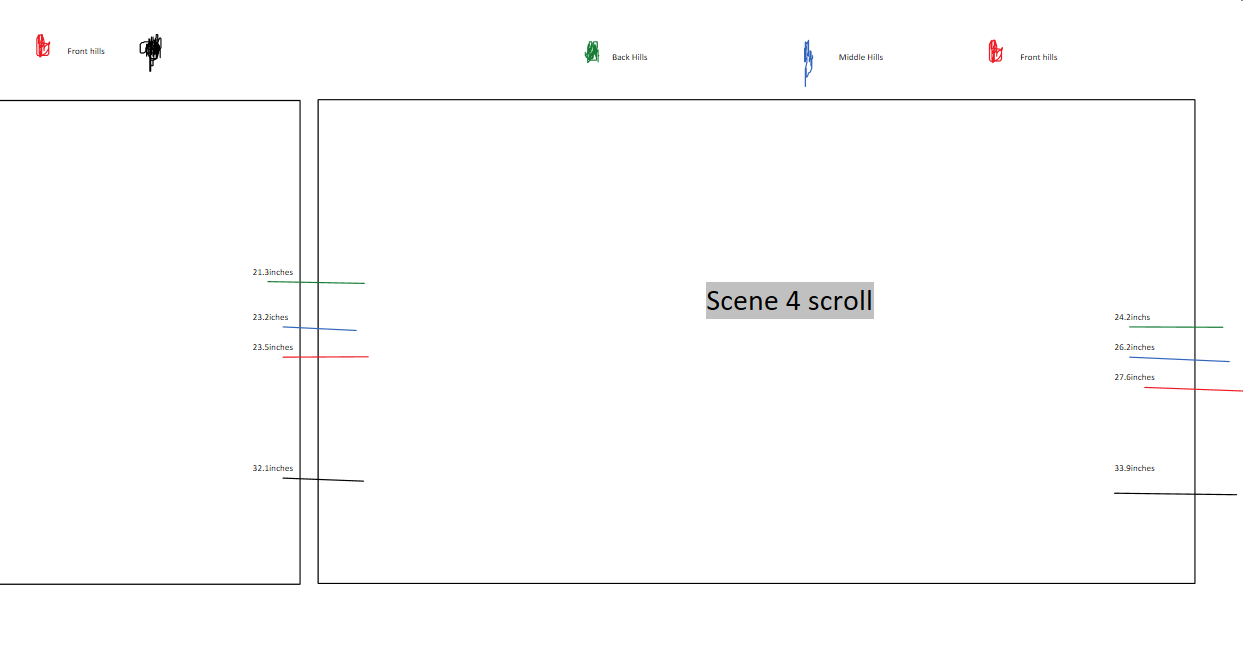 Front hills
Back Hills
Middle Hills
Front hills
21.3inches
23.2iches
23.5inches
32.1inches
Scene 4 scroll
24.2inchs
26.2inches
27.6inches
33.9inches